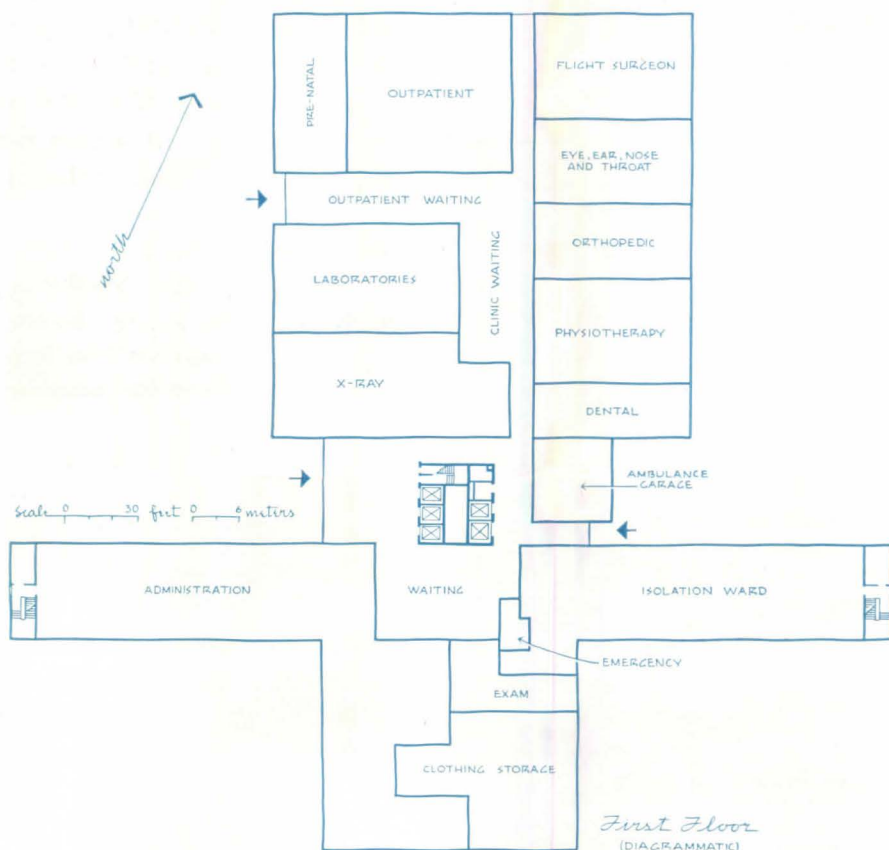 PRE-NATAL
OUTPATIENT
FLIGHT SURGEON
EYE, EAR, NOSE
AND THROAT
north
OUTPATIENT WAITING
CLINIC WAITING
ORTHOPEDIC
LABORATORIES
PHYSIOTHERAPY
X-RAY
DENTAL
AMBULANCE
GARAGE
Scale 0 30 feet 0 6 meters
ADMINISTRATION
WAITING
ISOLATION WARD
EMERGENCY
EXAM
CLOTHING STORAGE
First Floor
(DIAGRAMMATIC)